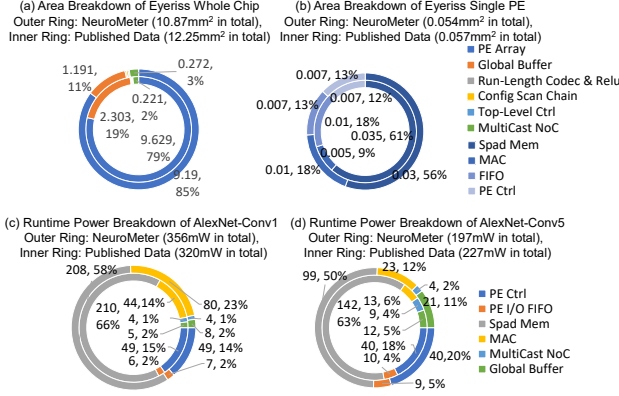 (a) Area Breakdown of Eyeriss Whole Chip
Outer Ring: NeuroMeter (10.87mm² in total),
Inner Ring: Published Data (12.25mm² in total)
1.191,
11%
0.272,
3%
0.221,
2%
2.303,
19%
9.629,
79%
9.19,
85%
(b) Area Breakdown of Eyeriss Single PE
Outer Ring: NeuroMeter (0.054mm² in total),
Inner Ring: Published Data (0.057mm² in total)
0.007, 13%
0.007, 12%
0.007, 13%
0.01, 18%
0.035, 61%
0.005, 9%
0.01, 18%
0.03, 56%
PE Array
Global Buffer
Run-Length Codec & Relu
Config Scan Chain
Top-Level Ctrl
MultiCast NoC
Spad Mem
MAC
FIFO
PE Ctrl
(c) Runtime Power Breakdown of AlexNet-Conv1
Outer Ring: NeuroMeter (356mW in total),
Inner Ring: Published Data (320mW in total)
208, 58%
210,
66%
44,14%
80, 23%
4, 1%
4, 1%
5, 2%
8, 2%
49, 15%
49, 14%
6, 2%
7, 2%
(d) Runtime Power Breakdown of AlexNet-Conv5
Outer Ring: NeuroMeter (197mW in total),
Inner Ring: Published Data (227mW in total)
23, 12%
99, 50%
4, 2%
142,
63%
13, 6%
21, 11%
9, 4%
12, 5%
40, 18%
40,20%
10, 4%
9, 5%
PE Ctrl
PE I/O FIFO
Spad Mem
MAC
MultiCast NoC
Global Buffer